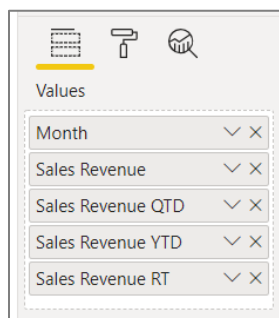 Values
Month
Sales Revenue
Sales Revenue QTD
Sales Revenue YTD
Sales Revenue RT